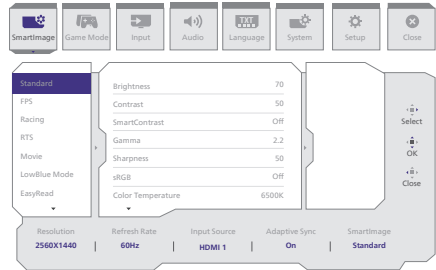 SmartImage
Game Mode
Input
Audio
TXT
Language
System
Setup
Close
Standard
FPS
Racing
RTS
Movie
LowBlue Mode
EasyRead
Brightness 70
Contrast 50
SmartContrast Off
Gamma 2.2
Sharpness 50
sRGB Off
Color Temperature 6500K
Select
OK
Close
Resolution Refresh Rate Input Source Adaptive Sync SmartImage
2560X1440 | 60Hz | HDMI 1 | On | Standard